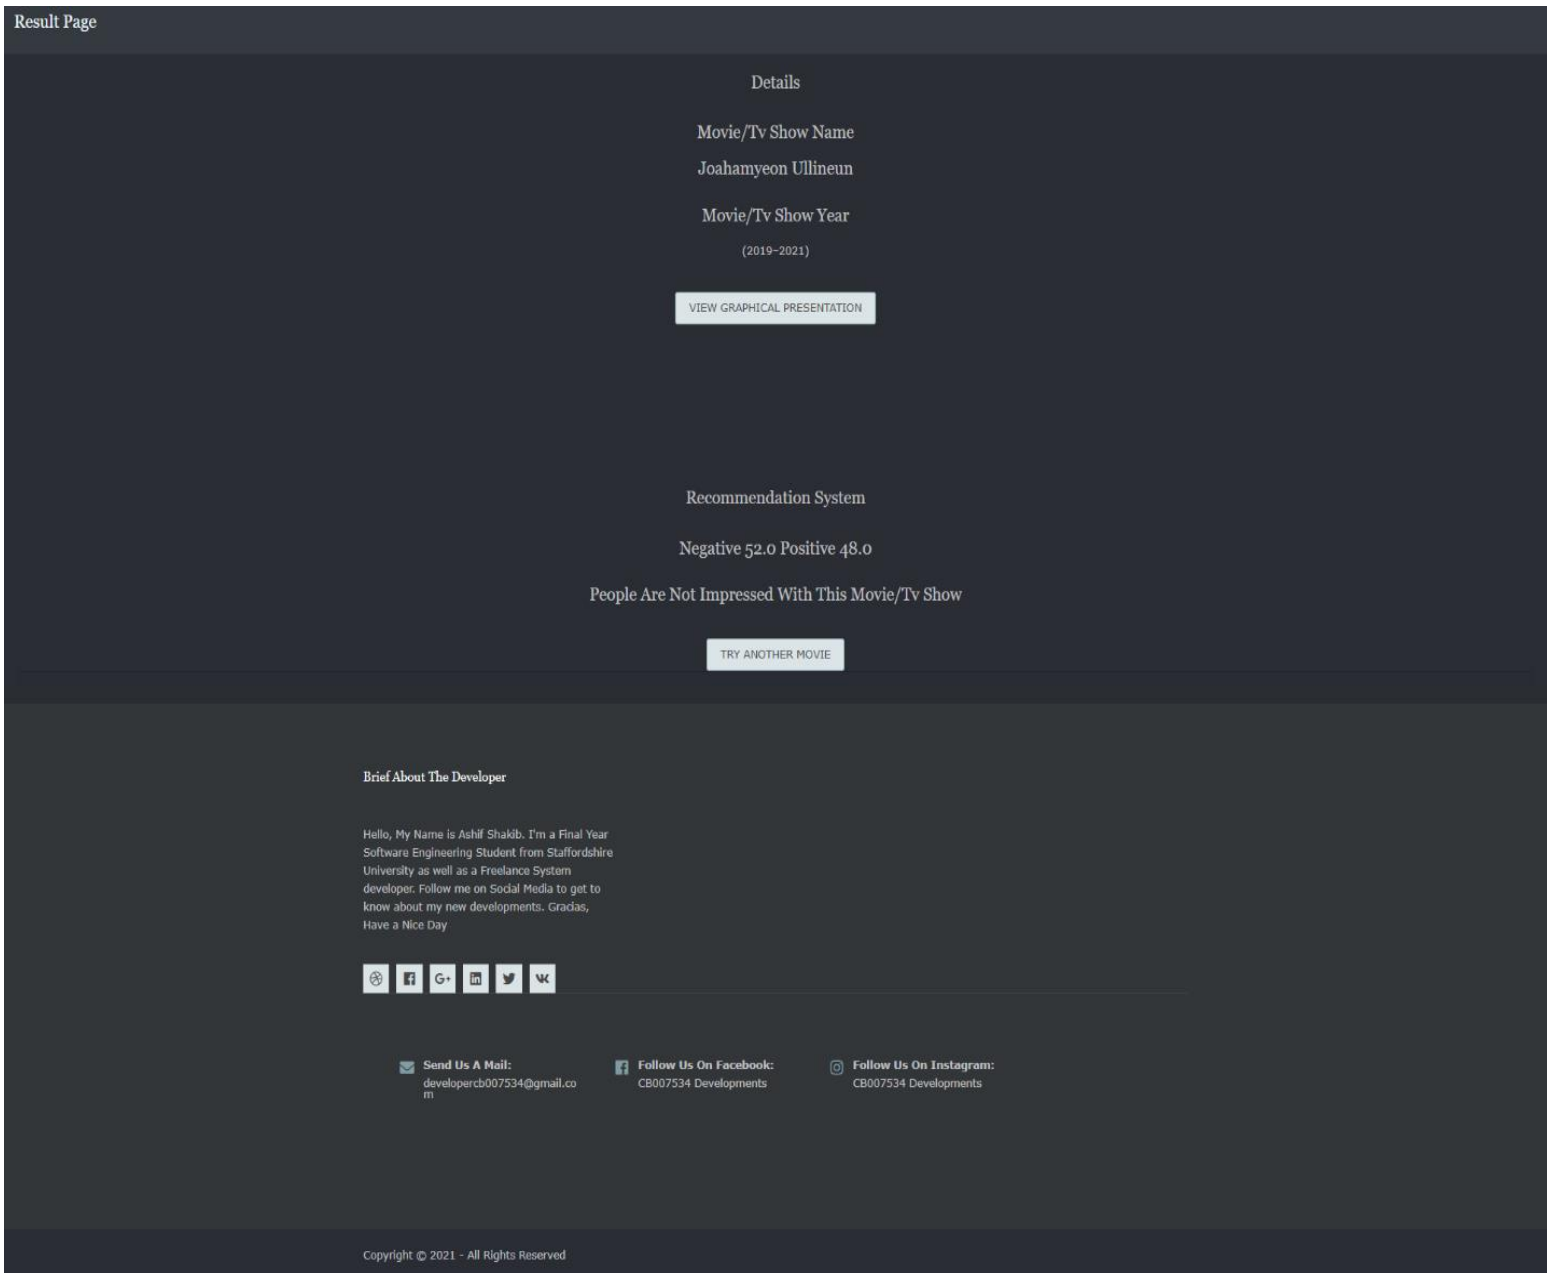 Result Page
Details
Movie/Tv Show Name
Joahamyeon Ullineun
Movie/Tv Show Year
(2019–2021)
VIEW GRAPHICAL PRESENTATION
Recommendation System
Negative 52.0 Positive 48.0
People Are Not Impressed With This Movie/Tv Show
TRY ANOTHER MOVIE
Brief About The Developer
Hello, My Name is Ashif Shakib. I'm a Final Year
Software Engineering Student from Staffordshire
University as well as a Freelance System
developer. Follow me on Social Media to get to
know about my new developments. Gracias,
Have a Nice Day
Send Us A Mail:
developercb007534@gmail.co
m
Follow Us On Facebook:
CB007534 Developments
Follow Us On Instagram:
CB007534 Developments
Copyright © 2021 - All Rights Reserved